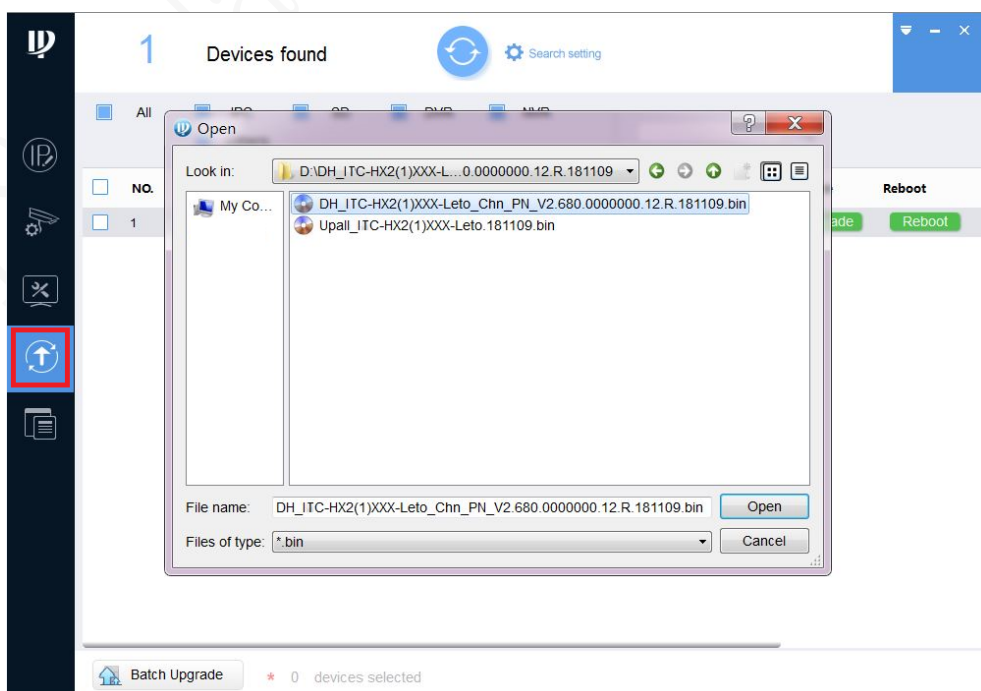 1 Devices found Search setting
All
Open
Look in: D:\DH_ITC-HX2(1)XXX-L...0.0000000.12.R.181109
NO. My Co... DH_ITC-HX2(1)XXX-Leto_Chn_PN_V2.680.0000000.12.R.181109.bin Reboot
1 Upall_ITC-HX2(1)XXX-Leto.181109.bin ade Reboot
File name: DH_ITC-HX2(1)XXX-Leto_Chn_PN_V2.680.0000000.12.R.181109.bin Open
Files of type: *.bin Cancel
Batch Upgrade * 0 devices selected
IP